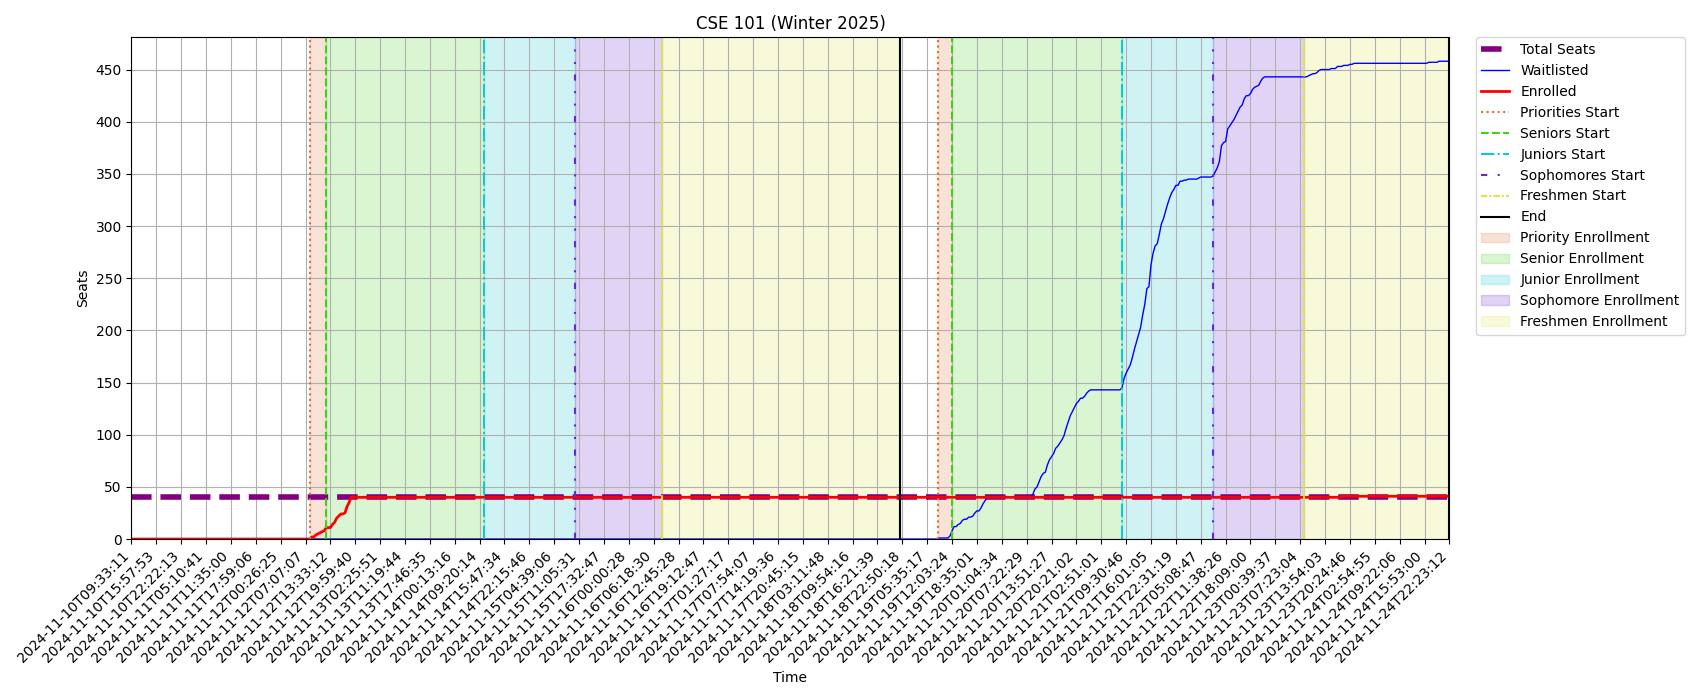 CSE 101 (Winter 2025)
Seats
450
400
350
300
250
200
150
100
50
0
2024-11-10T09:33:11
2024-11-10T15:57:53
2024-11-10T22:22:13
2024-11-11T05:10:41
2024-11-11T11:35:00
2024-11-11T17:59:06
2024-11-12T00:26:25
2024-11-12T07:07:07
2024-11-12T13:33:12
2024-11-12T19:59:40
2024-11-13T02:25:51
2024-11-13T11:19:44
2024-11-13T17:46:35
2024-11-14T00:13:16
2024-11-14T09:20:14
2024-11-14T15:47:34
2024-11-14T22:15:46
2024-11-15T04:39:06
2024-11-15T11:05:31
2024-11-15T17:32:47
2024-11-16T00:00:28
2024-11-16T06:18:30
2024-11-16T12:45:28
2024-11-16T19:12:47
2024-11-17T01:27:17
2024-11-17T07:54:07
2024-11-17T14:19:36
2024-11-17T20:45:15
2024-11-18T03:11:48
2024-11-18T09:54:16
2024-11-18T16:21:39
2024-11-18T22:50:18
2024-11-19T05:35:17
2024-11-19T12:03:24
2024-11-19T18:35:01
2024-11-20T01:04:34
2024-11-20T07:22:29
2024-11-20T13:51:27
2024-11-20T20:21:02
2024-11-21T02:51:01
2024-11-21T09:30:46
2024-11-21T16:01:05
2024-11-21T22:31:19
2024-11-22T05:08:47
2024-11-22T11:38:26
2024-11-22T18:09:00
2024-11-23T00:39:37
2024-11-23T07:23:04
2024-11-23T13:54:03
2024-11-23T20:24:46
2024-11-24T02:54:55
2024-11-24T09:22:06
2024-11-24T15:53:00
2024-11-24T22:23:12
Time
Total Seats
Waitlisted
Enrolled
Priorities Start
Seniors Start
Juniors Start
Sophomores Start
Freshmen Start
End
Priority Enrollment
Senior Enrollment
Junior Enrollment
Sophomore Enrollment
Freshmen Enrollment